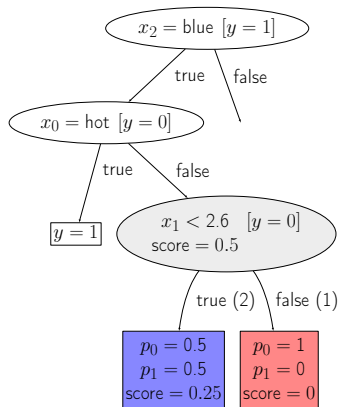 x₂ = blue [y = 1]
true false
x₀ = hot [y = 0]
true false
y = 1
x₁ < 2.6 [y = 0]
score = 0.5
true (2) false (1)
p₀ = 0.5
p₁ = 0.5
score = 0.25
p₀ = 1
p₁ = 0
score = 0